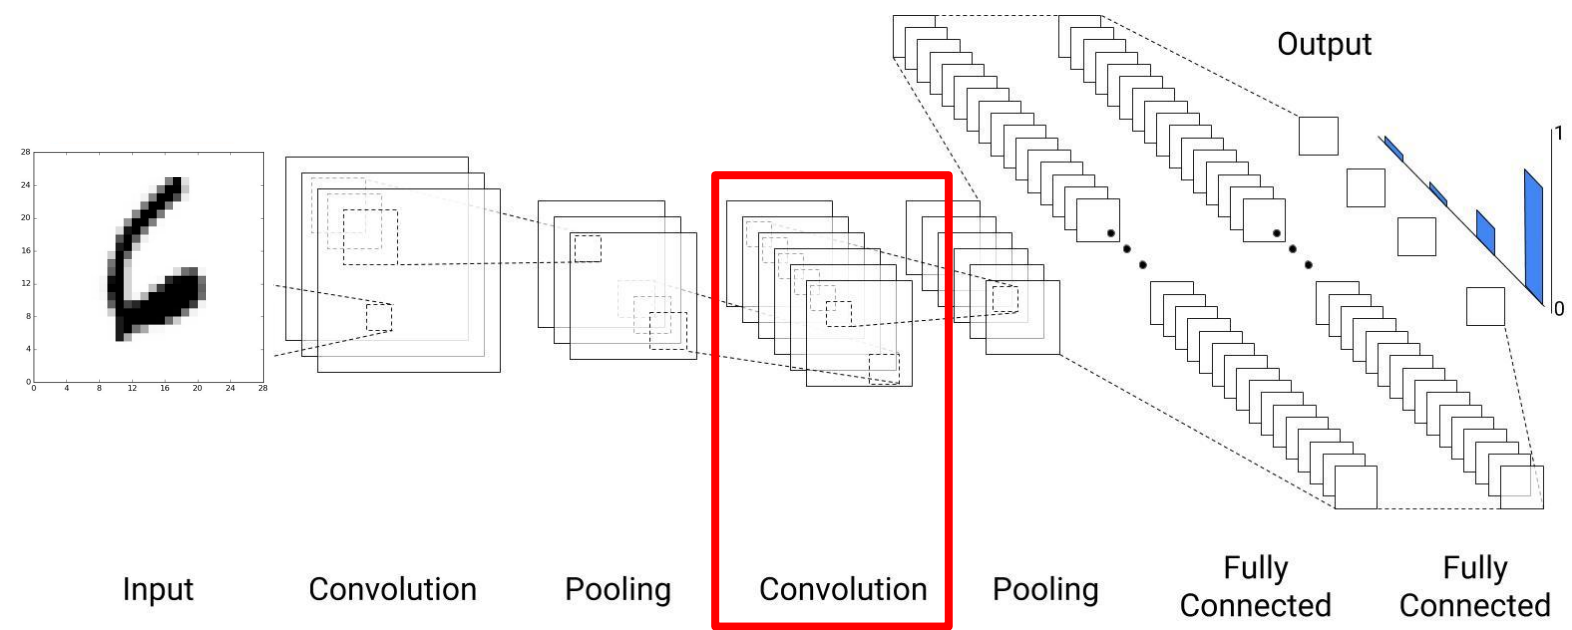 Output
1
0
28
24
20
16
12
8
4
0
0 4 8 12 16 20 24 28
Input
Convolution
Pooling
Convolution
Pooling
Fully
Connected
Fully
Connected